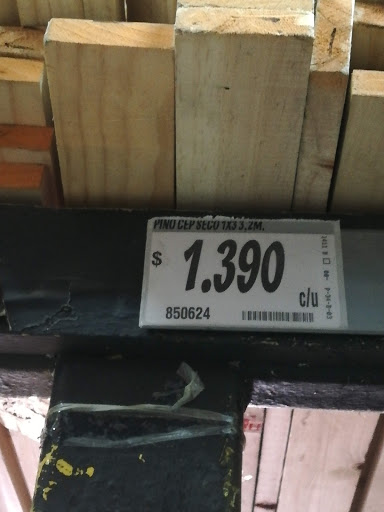 PINO CEP SECO 1X3 3,2M.
$ 1.390
c/u
850624